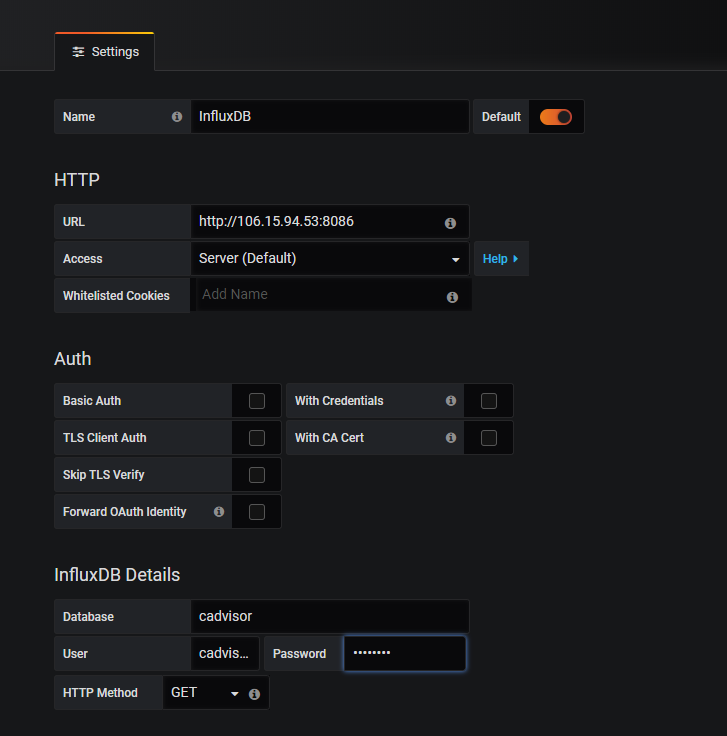 Settings
Name InfluxDB Default
HTTP
URL http://106.15.94.53:8086
Access Server (Default) Help
Whitelisted Cookies Add Name
Auth
Basic Auth With Credentials
TLS Client Auth With CA Cert
Skip TLS Verify
Forward OAuth Identity
InfluxDB Details
Database cadvisor
User cadvis... Password ••••••••
HTTP Method GET